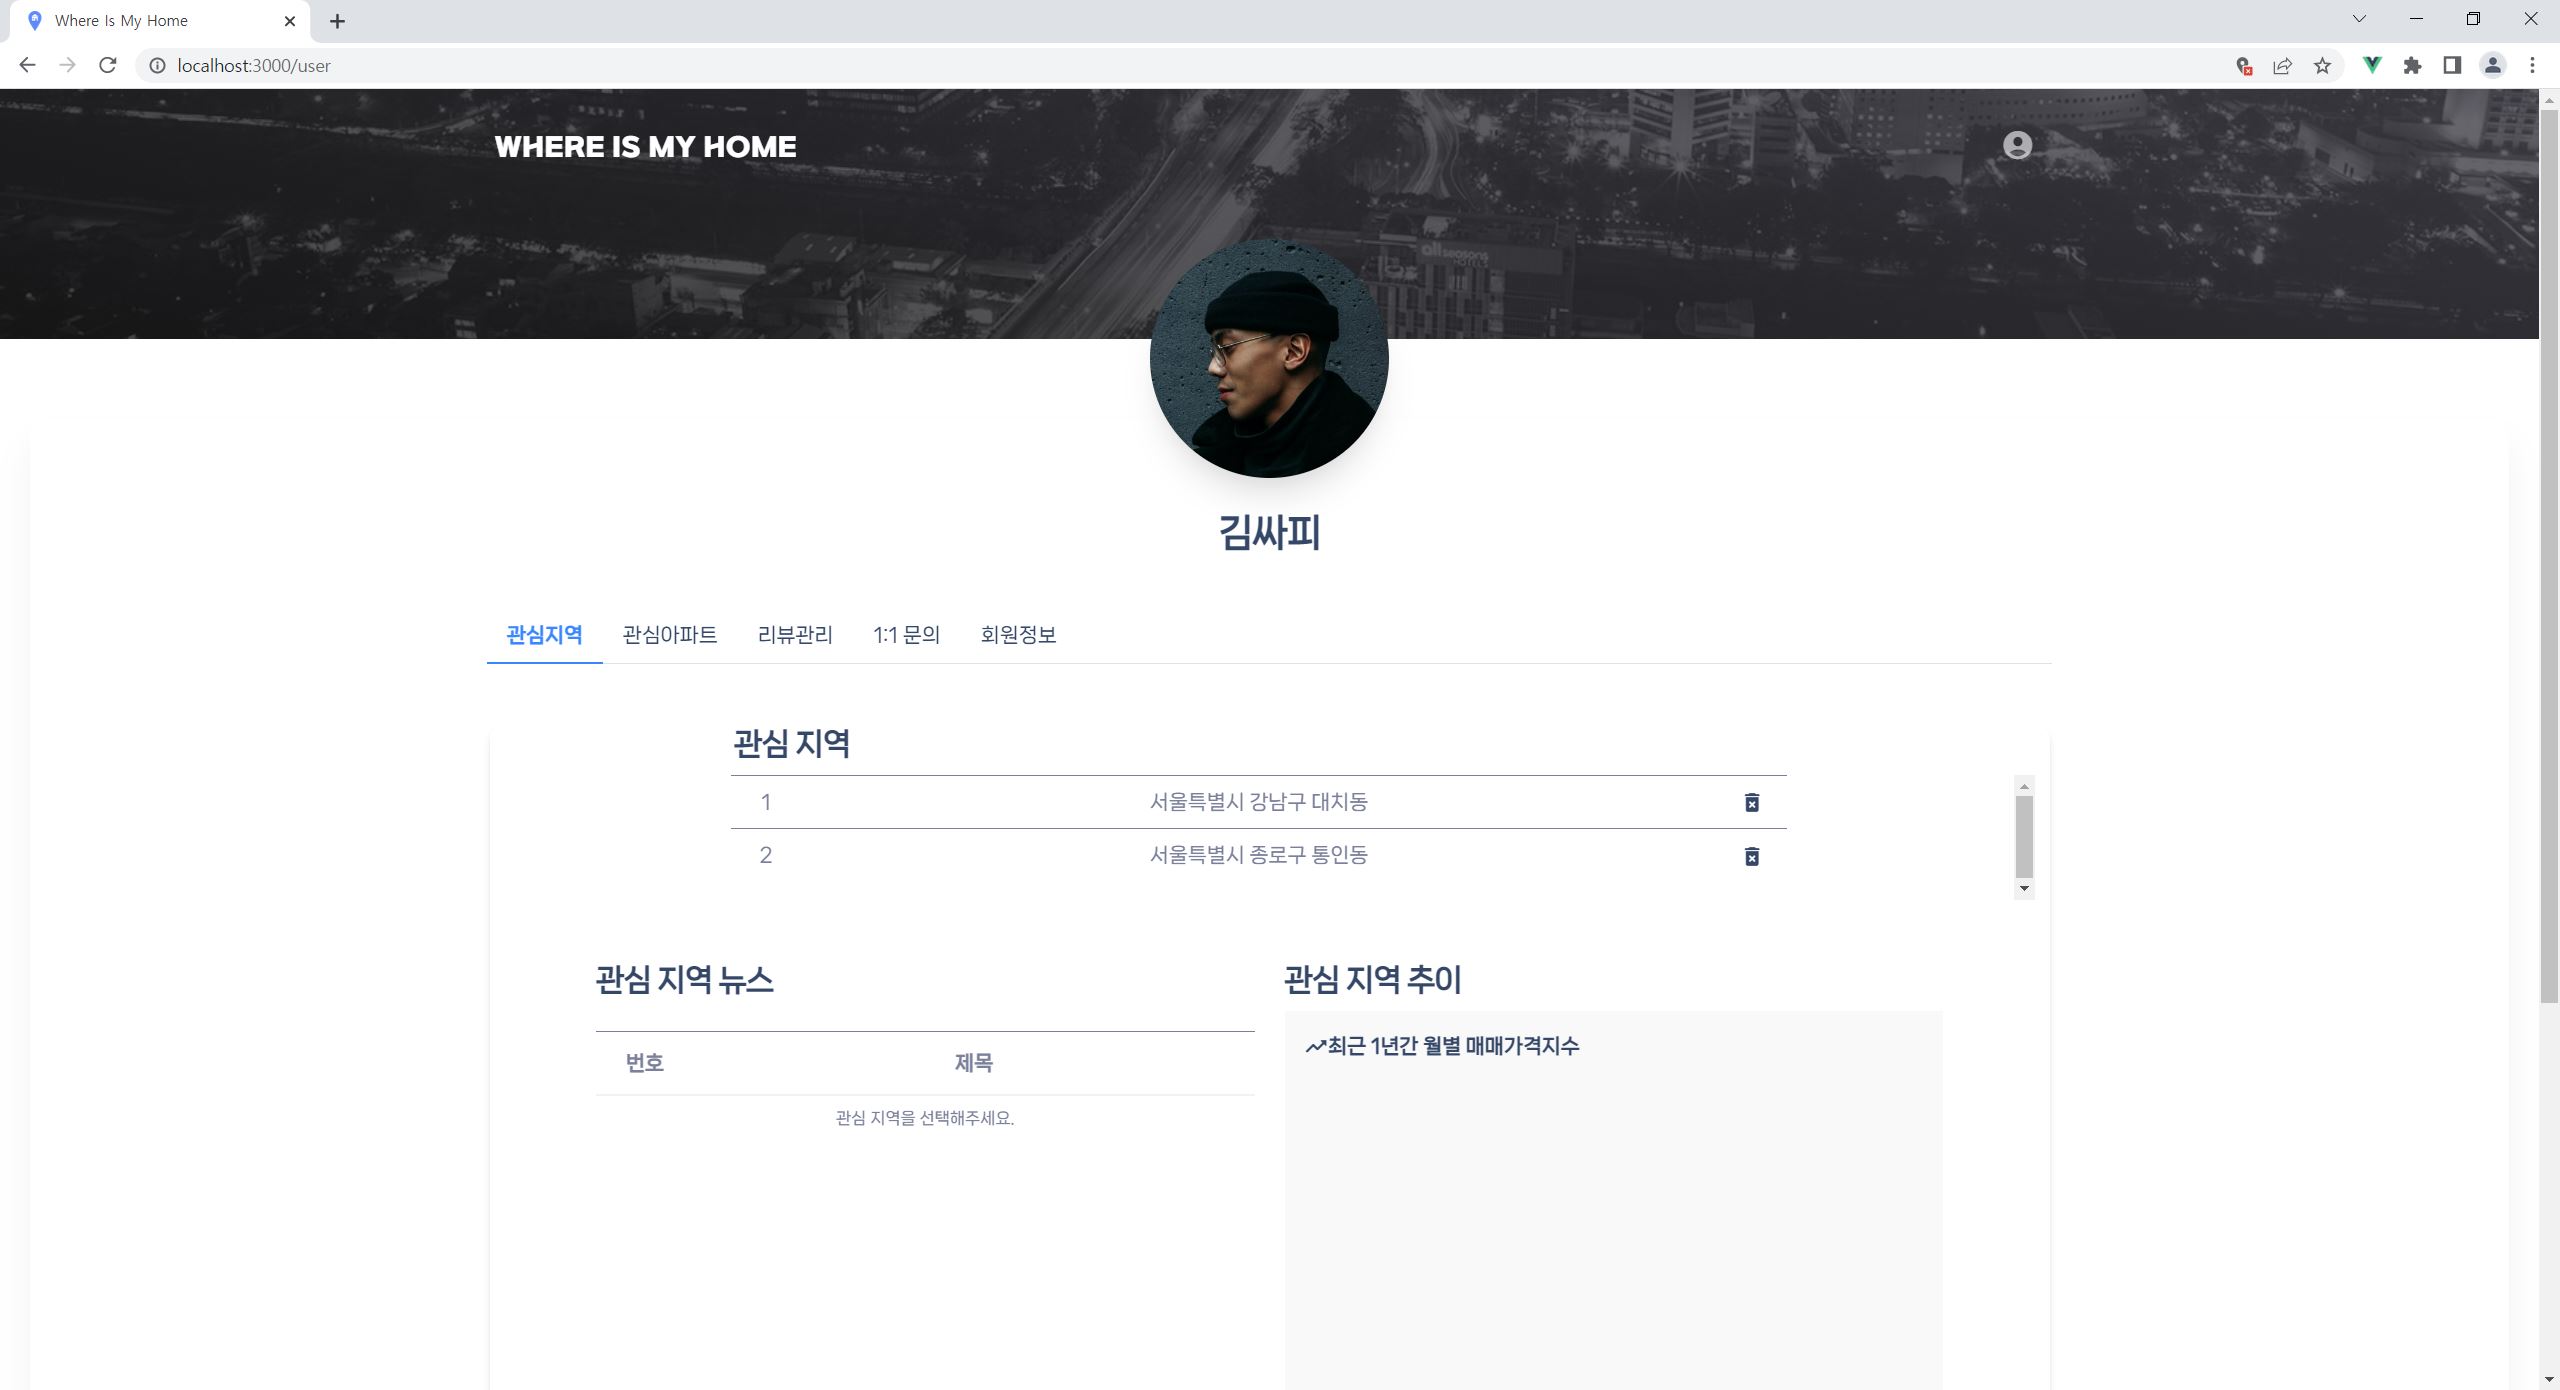 Where Is My Home
localhost:3000/user
WHERE IS MY HOME
allseasons
HOTELS
김싸피
관심지역 관심아파트 리뷰관리 1:1 문의 회원정보
관심 지역
1 서울특별시 강남구 대치동
2 서울특별시 종로구 통인동
관심 지역 뉴스
번호 제목
관심 지역을 선택해주세요.
관심 지역 추이
최근 1년간 월별 매매가격지수